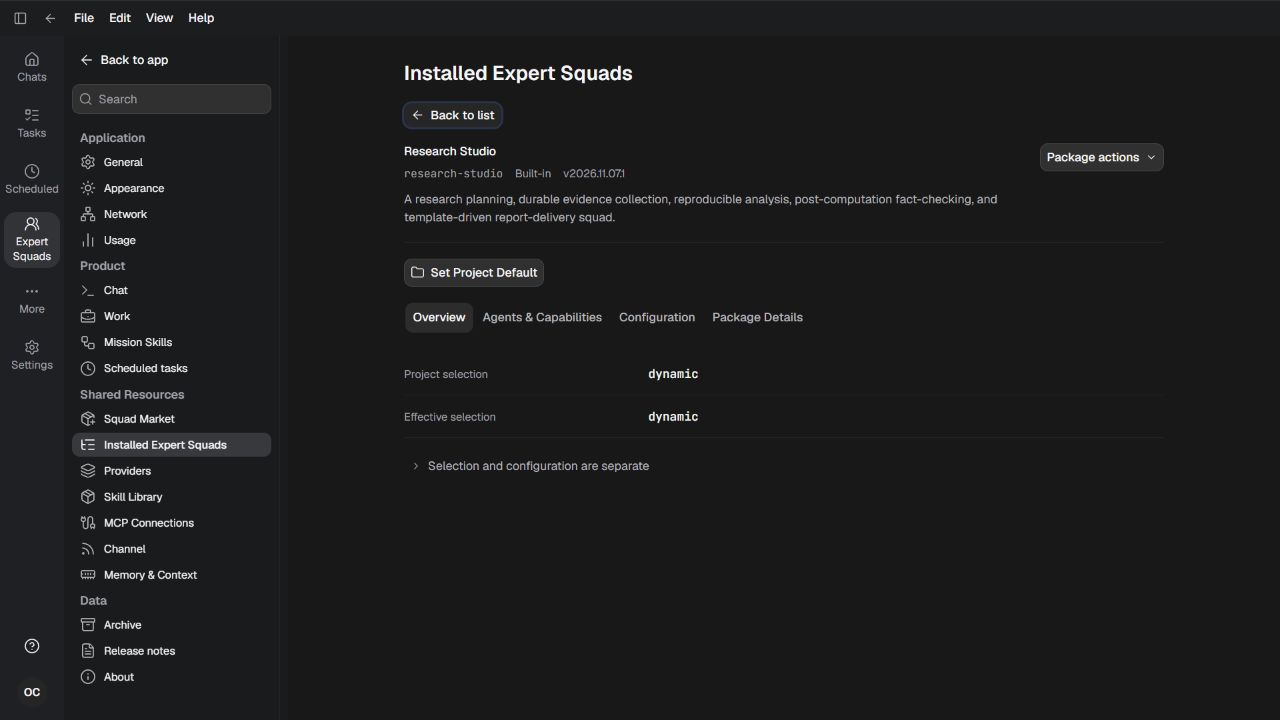 File Edit View Help
Chats
Tasks
Scheduled
Expert
Squads
More
Settings
OC
Back to app
Search
Application
General
Appearance
Network
Usage
Product
Chat
Work
Mission Skills
Scheduled tasks
Shared Resources
Squad Market
Installed Expert Squads
Providers
Skill Library
MCP Connections
Channel
Memory & Context
Data
Archive
Release notes
About
Installed Expert Squads
Back to list
Research Studio
research-studio Built-in v2026.11.07.1
Package actions
A research planning, durable evidence collection, reproducible analysis, post-computation fact-checking, and
template-driven report-delivery squad.
Set Project Default
Overview Agents & Capabilities Configuration Package Details
Project selection dynamic
Effective selection dynamic
Selection and configuration are separate